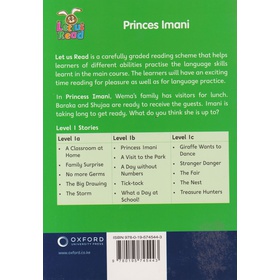 Let us
Read
Princes Imani
Let us Read is a carefully graded reading scheme that helps
learners of different abilities practise the language skills
learnt in the main course. The learners will have an exciting
time reading for pleasure as well as for language practice.
In Princess Imani, Wema's family has visitors for lunch.
Baraka and Shujaa are ready to receive the guests. Imani is
taking long to get ready. What do you think she is up to?
Level 1 Stories
Level 1a
A Classroom at
Home
Family Surprise
No more Germs
The Big Drawing
The Storm
Level 1b
Princess Imani
A Visit to the Park
A Day without
Numbers
Tick-tock
What a Day at
School!
Level 1c
Giraffe Wants to
Dance
Stranger Danger
The Fair
The Nest
Treasure Hunters
OXFORD
UNIVERSITY PRESS
www.oxford.co.ke